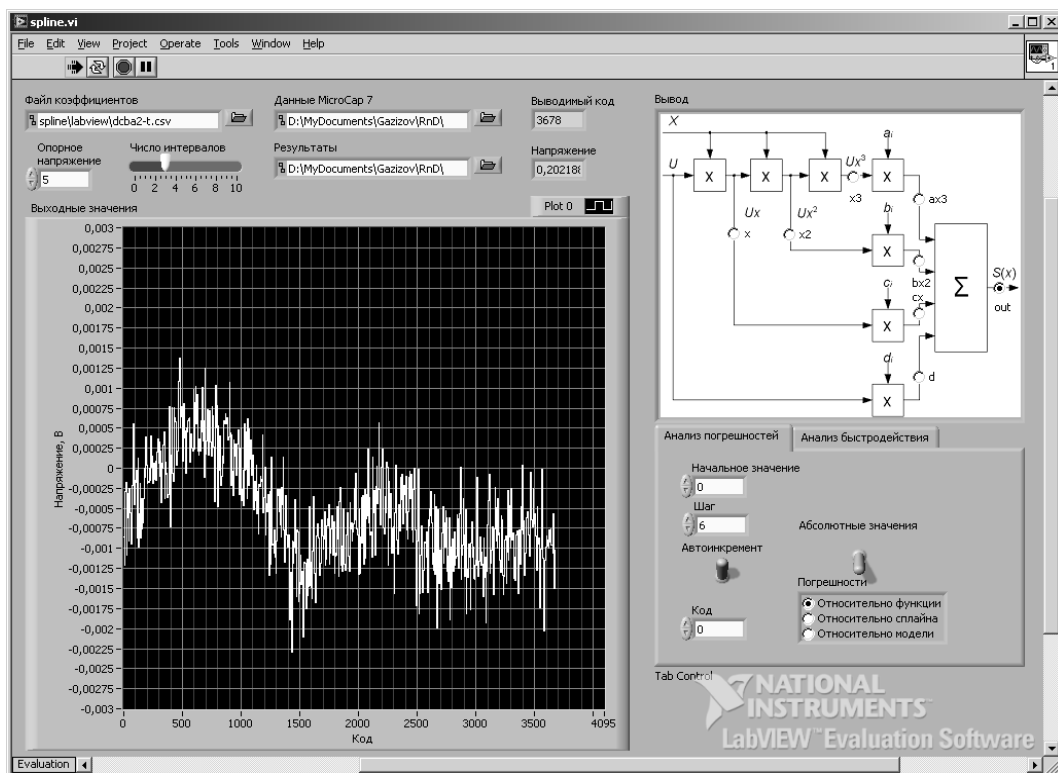 spline.vi
File Edit View Project Operate Tools Window Help
1
Файл коэффициентов
spline\labview\dcba2-t.csv
Данные MicroCap 7
D:\MyDocuments\Gazizov\RnD\
Выводимый код
3678
Опорное напряжение
5
Число интервалов
0 2 4 6 8 10
Результаты
D:\MyDocuments\Gazizov\RnD\
Напряжение
0,202188
Выходные значения
Plot 0
0,003
0,00275
0,0025
0,00225
0,002
0,00175
0,0015
0,00125
0,001
0,00075
0,0005
0,00025
0
-0,00025
-0,0005
-0,00075
-0,001
-0,00125
-0,0015
-0,00175
-0,002
-0,00225
-0,0025
-0,00275
-0,003
Напряжение, В
0 500 1000 1500 2000 2500 3000 3500 4095
Код
Вывод
X
U
X X X Ux³ X
aᵢ
x3
ax3
Ux
x
Ux²
x2
bᵢ
X
bx2
cᵢ
X
cx
dᵢ
X
d
Σ
S(x)
out
Анализ погрешностей
Анализ быстродействия
Начальное значение
0
Шаг
6
Автоинкремент
Абсолютные значения
Код
0
Погрешности
Относительно функции
Относительно сплайна
Относительно модели
Tab Control
NATIONAL INSTRUMENTS™
LabVIEW™ Evaluation Software
Evaluation